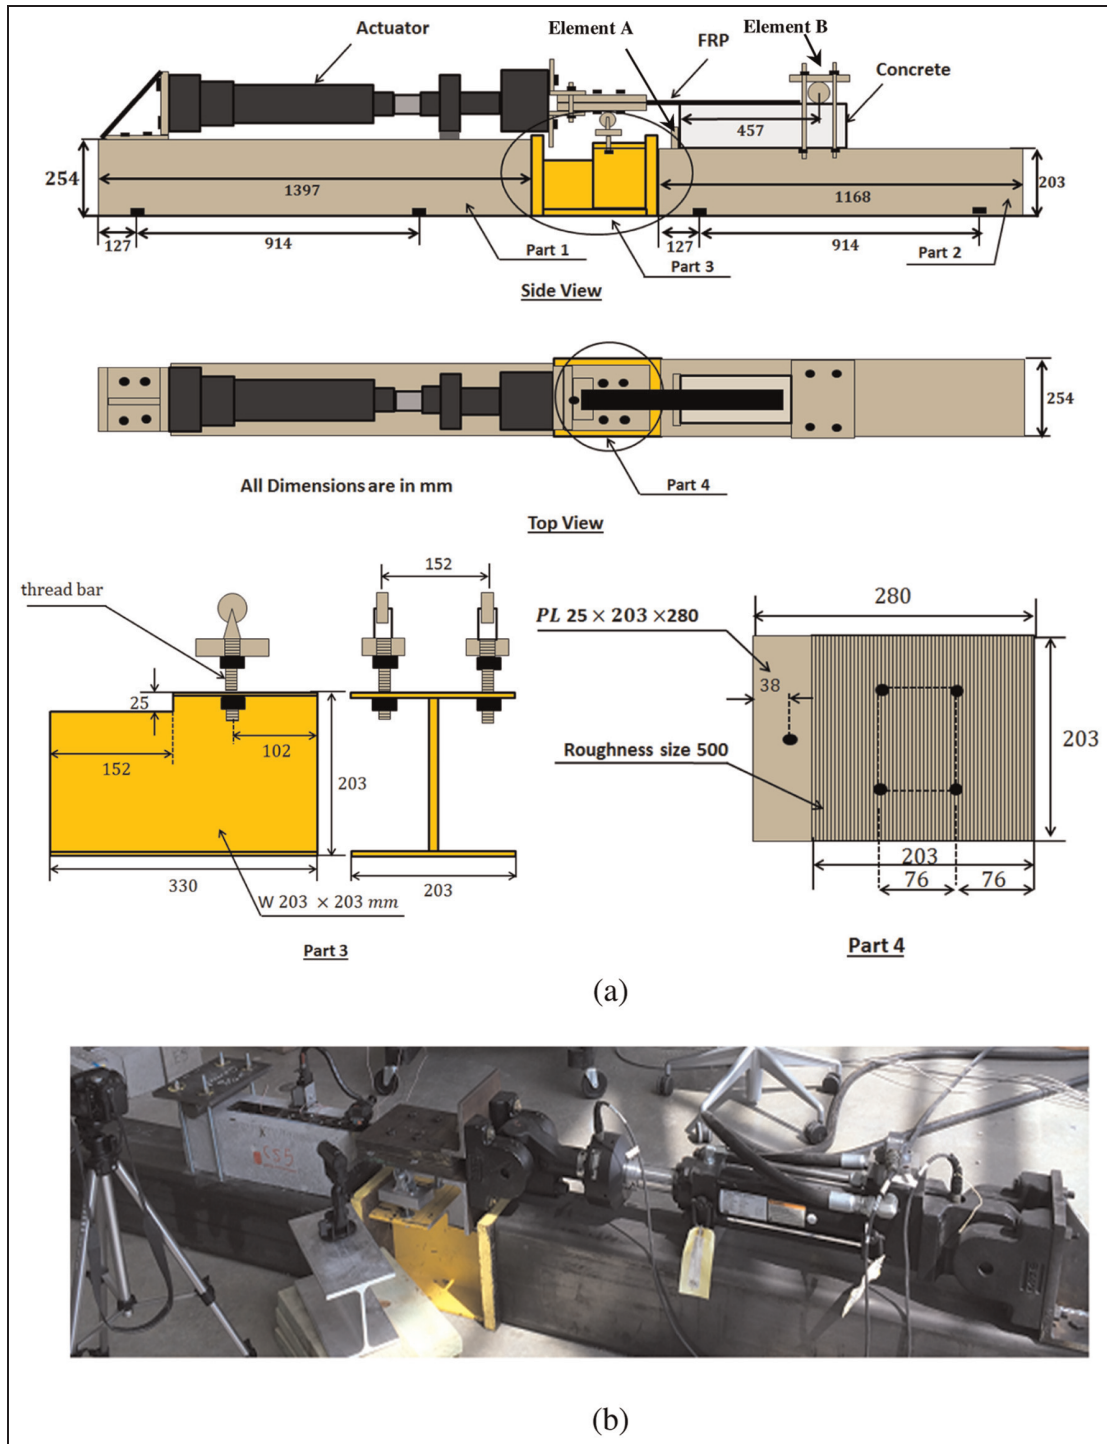 Actuator
Element A
FRP
Element B
Concrete
457
254
1397
1168
203
127
914
Part 1
127
914
Part 2
Part 3
Side View
254
All Dimensions are in mm
Part 4
Top View
thread bar
152
25
152
102
203
330
203
W 203 × 203 mm
Part 3
280
PL 25 × 203 ×280
38
Roughness size 500
203
203
76
76
Part 4
(a)
CS5
(b)